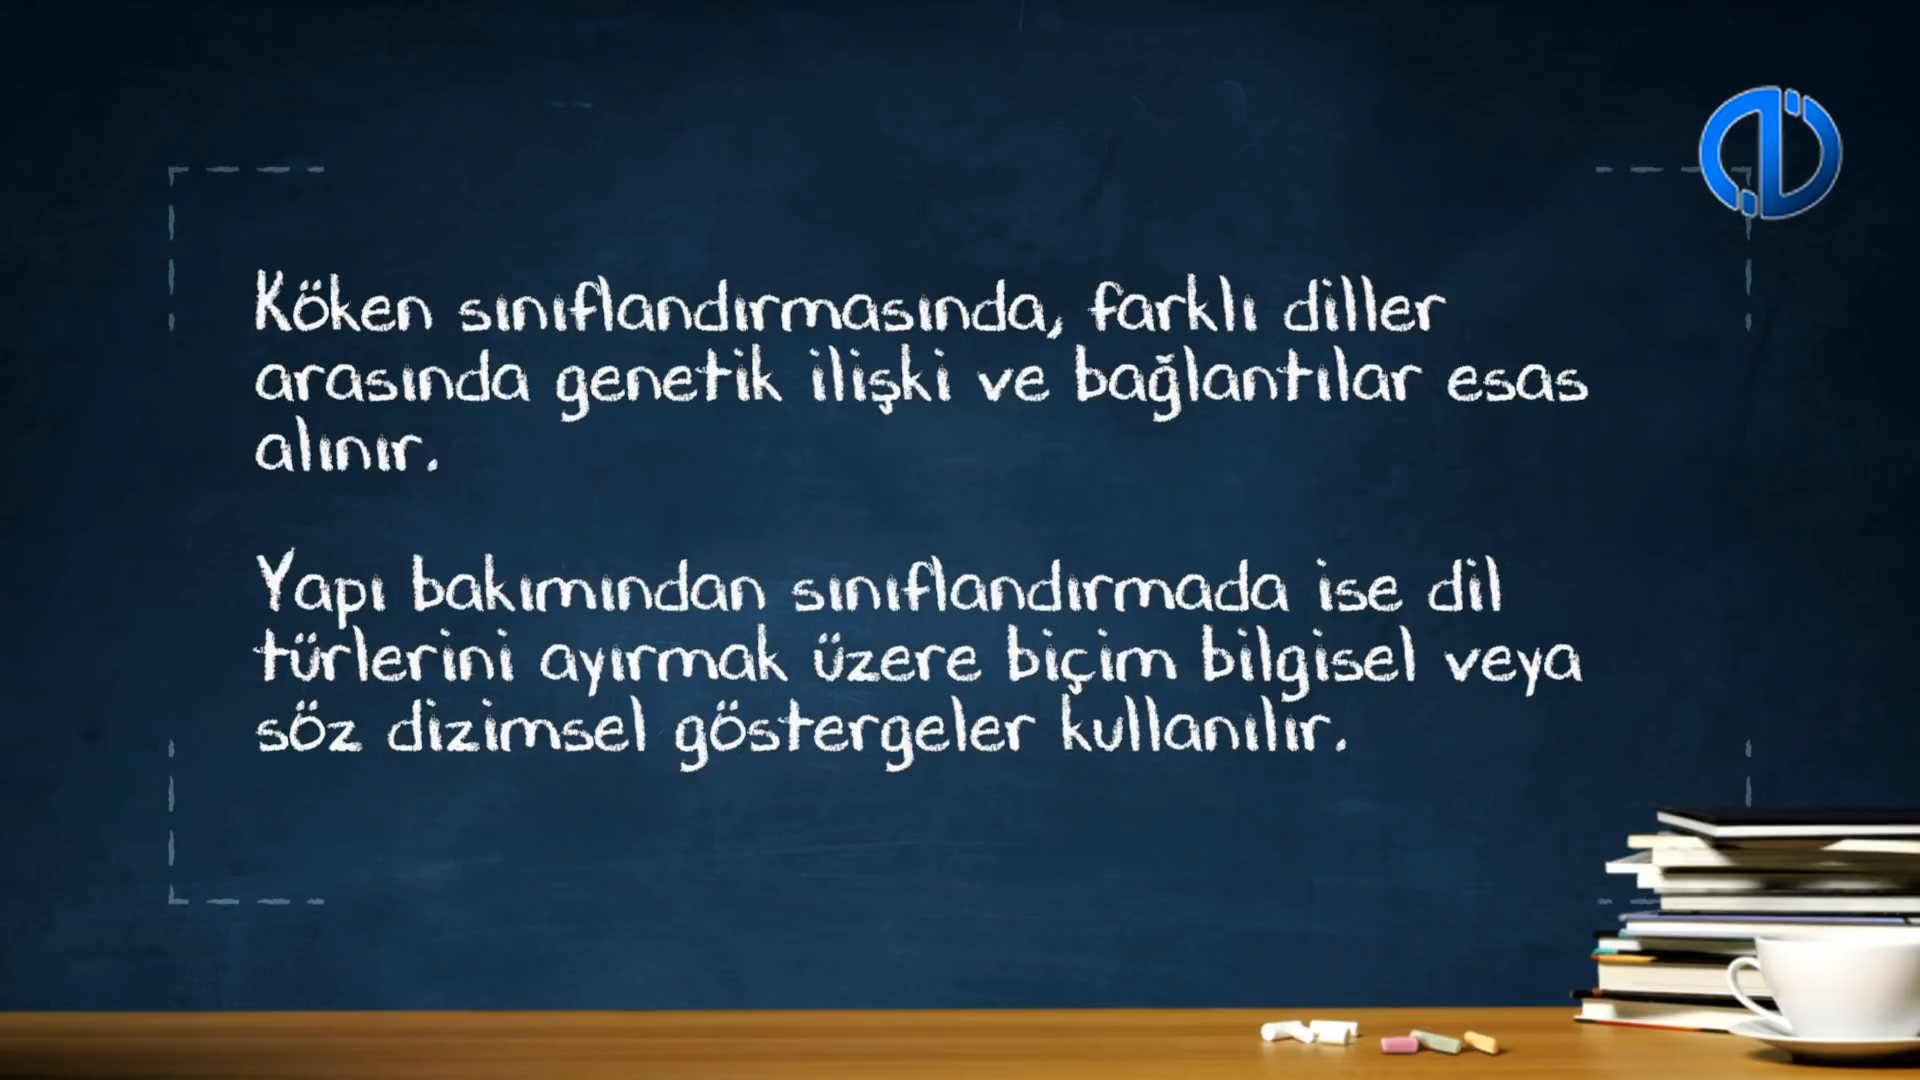 Köken sınıflandırmasında, farklı diller
arasında genetik ilişki ve bağlantılar esas
alınır.
Yapı bakımından sınıflandırmada ise dil
türlerini ayırmak üzere biçim bilgisel veya
söz dizimsel göstergeler kullanılır.